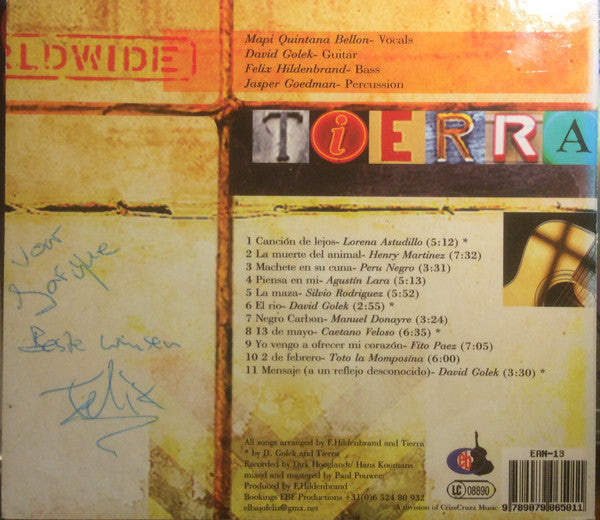 RLDWIDE
Mapi Quintana Bellon- Vocals
David Golek- Guitar
Felix Hildenbrand- Bass
Jasper Goedman- Percussion
TiERRA
1 Canción de lejos- Lorena Astudillo (5:12) *
2 La muerte del animal- Henry Martinez (7:32)
3 Machete en su cuna- Peru Negro (3:31)
4 Piensa en mi- Agustín Lara (5:13)
5 La maza- Silvio Rodriguez (5:52)
6 El rio- David Golek (2:55) *
7 Negro Carbon- Manuel Donayre (3:24)
8 13 de mayo- Caetano Veloso (6:35) *
9 Yo vengo a ofrecer mi corazón- Fito Paez (7:05)
10 2 de febrero- Toto la Momposina (6:00)
11 Mensaje (a un reflejo desconocido)- David Golek (3:30) *
voor
Beste wensen
Felix
All songs arranged by F.Hildenbrand and Tierra
* by D. Golek and Tierra
Recorded by Dirk Hooglandt/ Hans Koomans
mixed and mastered by Paul Pouwer
Produced by F.Hildenbrand
Bookings EBF Productions +31(0)6 524 80 932
elbajofeliz@gmx.net
LC 08890
EAN-13
9 789079 065011
A division of CrissCrazz Music